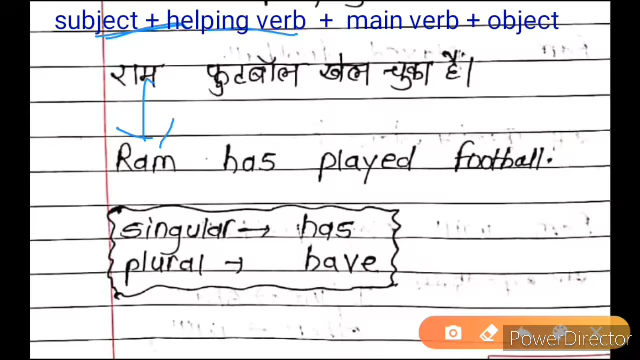 subject + helping verb + main verb + object
राम फुटबॉल खेल चुका हैं।
Ram has played football.
singular → has
plural → have
PowerDirector